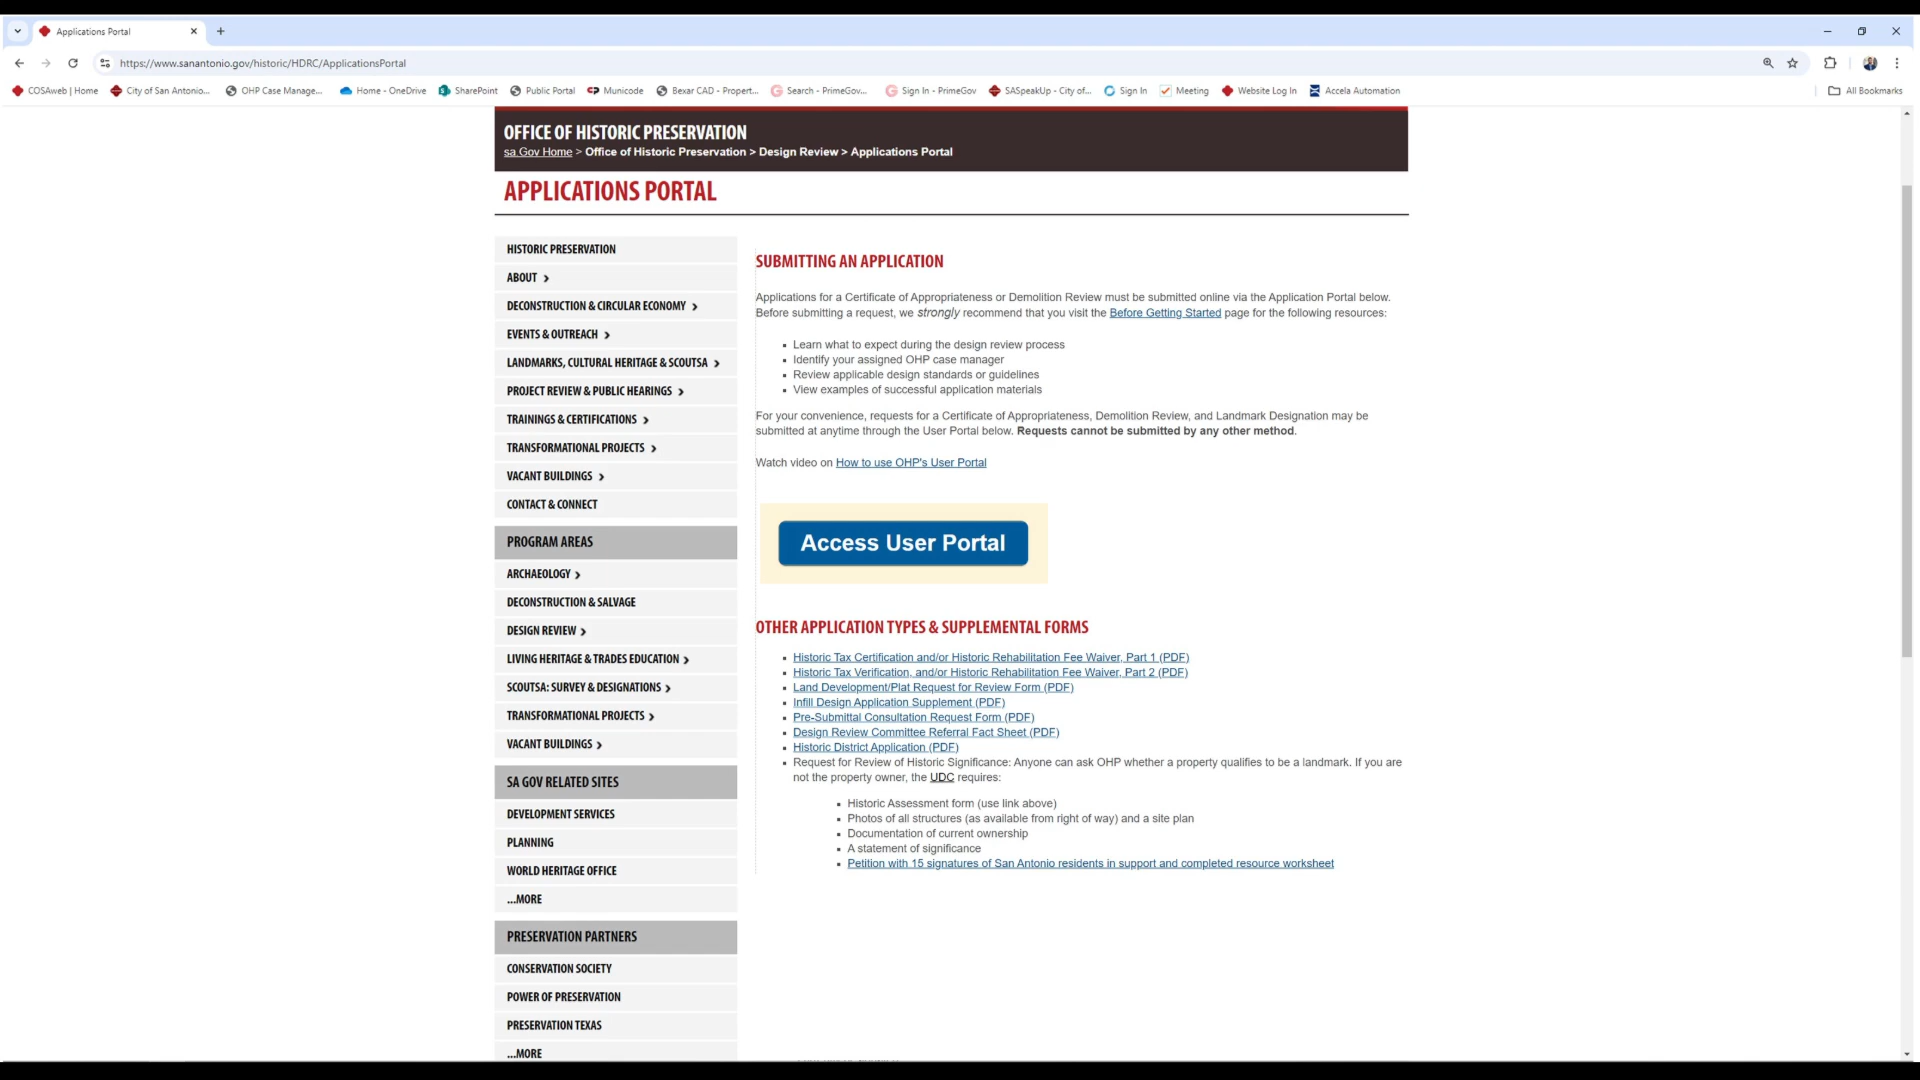 Applications Portal
https://www.sanantonio.gov/historic/HDRC/ApplicationsPortal
COSAweb | Home
City of San Antonio...
OHP Case Manage...
Home - OneDrive
SharePoint
Public Portal
Municode
Bexar CAD - Propert...
Search - PrimeGov...
Sign In - PrimeGov
SASpeakUp - City of...
Sign In
Meeting
Website Log In
Accela Automation
All Bookmarks
OFFICE OF HISTORIC PRESERVATION
sa.Gov Home > Office of Historic Preservation > Design Review > Applications Portal
APPLICATIONS PORTAL
HISTORIC PRESERVATION
ABOUT
DECONSTRUCTION & CIRCULAR ECONOMY
EVENTS & OUTREACH
LANDMARKS, CULTURAL HERITAGE & SCOUTSA
PROJECT REVIEW & PUBLIC HEARINGS
TRAININGS & CERTIFICATIONS
TRANSFORMATIONAL PROJECTS
VACANT BUILDINGS
CONTACT & CONNECT
PROGRAM AREAS
ARCHAEOLOGY
DECONSTRUCTION & SALVAGE
DESIGN REVIEW
LIVING HERITAGE & TRADES EDUCATION
SCOUTSA: SURVEY & DESIGNATIONS
TRANSFORMATIONAL PROJECTS
VACANT BUILDINGS
SA GOV RELATED SITES
DEVELOPMENT SERVICES
PLANNING
WORLD HERITAGE OFFICE
...MORE
PRESERVATION PARTNERS
CONSERVATION SOCIETY
POWER OF PRESERVATION
PRESERVATION TEXAS
...MORE
SUBMITTING AN APPLICATION
Applications for a Certificate of Appropriateness or Demolition Review must be submitted online via the Application Portal below.
Before submitting a request, we strongly recommend that you visit the Before Getting Started page for the following resources:
Learn what to expect during the design review process
Identify your assigned OHP case manager
Review applicable design standards or guidelines
View examples of successful application materials
For your convenience, requests for a Certificate of Appropriateness, Demolition Review, and Landmark Designation may be
submitted at anytime through the User Portal below. Requests cannot be submitted by any other method.
Watch video on How to use OHP's User Portal
Access User Portal
OTHER APPLICATION TYPES & SUPPLEMENTAL FORMS
Historic Tax Certification and/or Historic Rehabilitation Fee Waiver, Part 1 (PDF)
Historic Tax Verification, and/or Historic Rehabilitation Fee Waiver, Part 2 (PDF)
Land Development/Plat Request for Review Form (PDF)
Infill Design Application Supplement (PDF)
Pre-Submittal Consultation Request Form (PDF)
Design Review Committee Referral Fact Sheet (PDF)
Historic District Application (PDF)
Request for Review of Historic Significance: Anyone can ask OHP whether a property qualifies to be a landmark. If you are
not the property owner, the UDC requires:
Historic Assessment form (use link above)
Photos of all structures (as available from right of way) and a site plan
Documentation of current ownership
A statement of significance
Petition with 15 signatures of San Antonio residents in support and completed resource worksheet